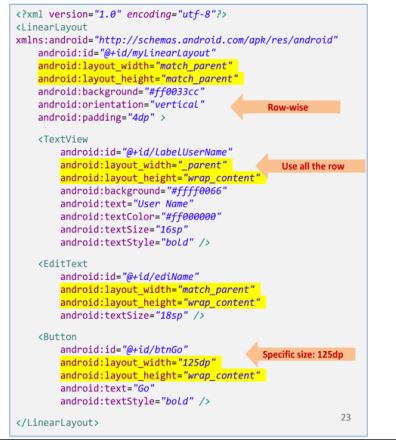 <?xml version="1.0" encoding="utf-8"?>
<LinearLayout
xmlns:android="http://schemas.android.com/apk/res/android"
android:id="@+id/myLinearLayout"
android:layout_width="match_parent"
android:layout_height="match_parent"
android:background="#ff0033cc"
android:orientation="vertical"
Row-wise
android:padding="4dp" >
<TextView
android:id="@+id/LabelUserName"
android:layout_width="_parent"
Use all the row
android:layout_height="wrap_content"
android:background="#ffff0066"
android:text="User Name"
android:textColor="#ff000000"
android:textSize="16sp"
android:textStyle="bold" />
<EditText
android:id="@+id/ediName"
android:layout_width="match_parent"
android:layout_height="wrap_content"
android:textSize="18sp" />
<Button
android:id="@+id/btnGo"
Specific size: 125dp
android:layout_width="125dp"
android:layout_height="wrap_content"
android:text="Go"
android:textStyle="bold" />
</LinearLayout>
23